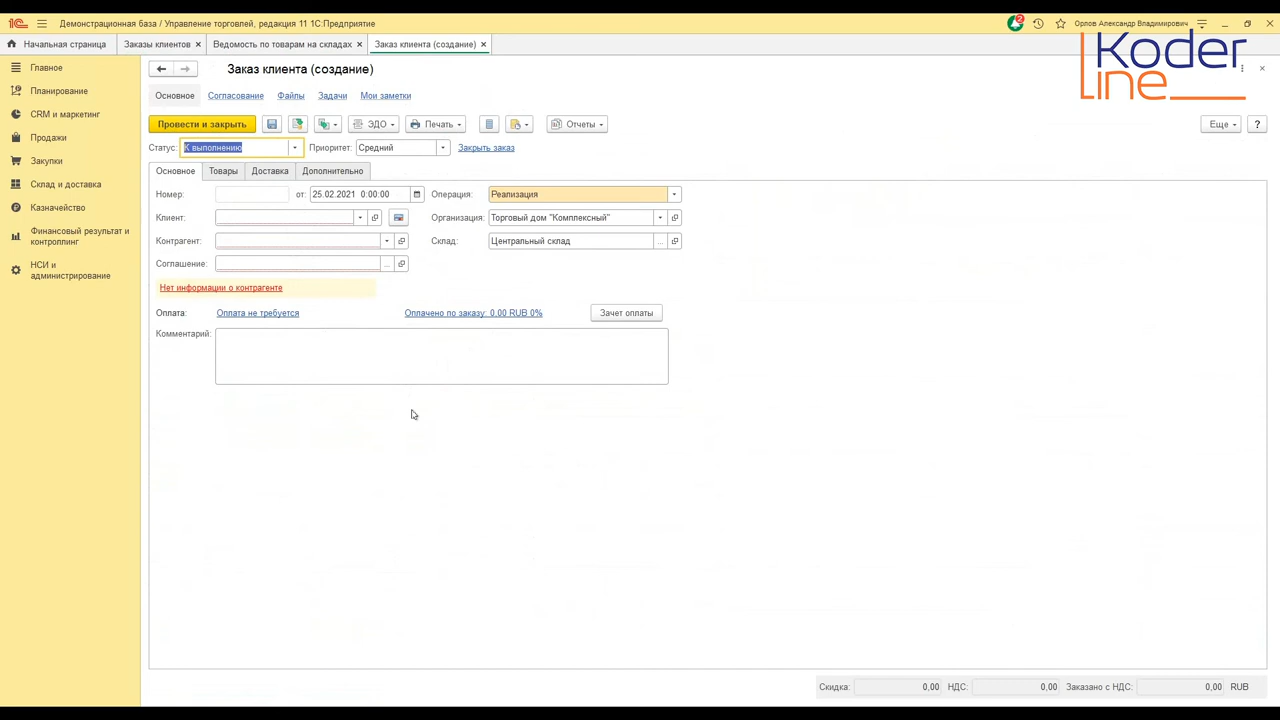 1С Демонстрационная база / Управление торговлей, редакция 11 1С:Предприятие 2 Орлов Александр Владимирович
Начальная страница Заказы клиентов Ведомость по товарам на складах Заказ клиента (создание)
Koder
line
Главное
Планирование
CRM и маркетинг
Продажи
Закупки
Склад и доставка
Казначейство
Финансовый результат и
контроллинг
НСИ и
администрирование
Заказ клиента (создание)
Основное Согласование Файлы Задачи Мои заметки
Провести и закрыть ЭДО Печать Отчеты Еще ?
Статус: К выполнению Приоритет: Средний Закрыть заказ
Основное Товары Доставка Дополнительно
Номер: от: 25.02.2021 0:00:00 Операция: Реализация
Клиент: Организация: Торговый дом "Комплексный"
Контрагент: Склад: Центральный склад
Соглашение:
Нет информации о контрагенте
Оплата: Оплата не требуется Оплачено по заказу: 0.00 RUB 0% Зачет оплаты
Комментарий:
Скидка: 0,00 НДС: 0,00 Заказано с НДС: 0,00 RUB